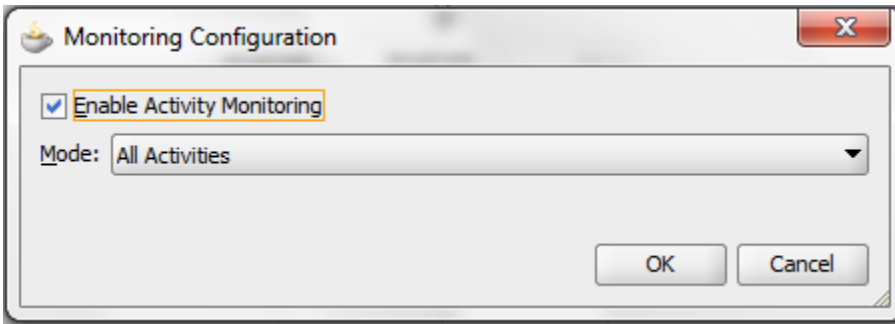 Monitoring Configuration
Enable Activity Monitoring
Mode: All Activities
OK Cancel